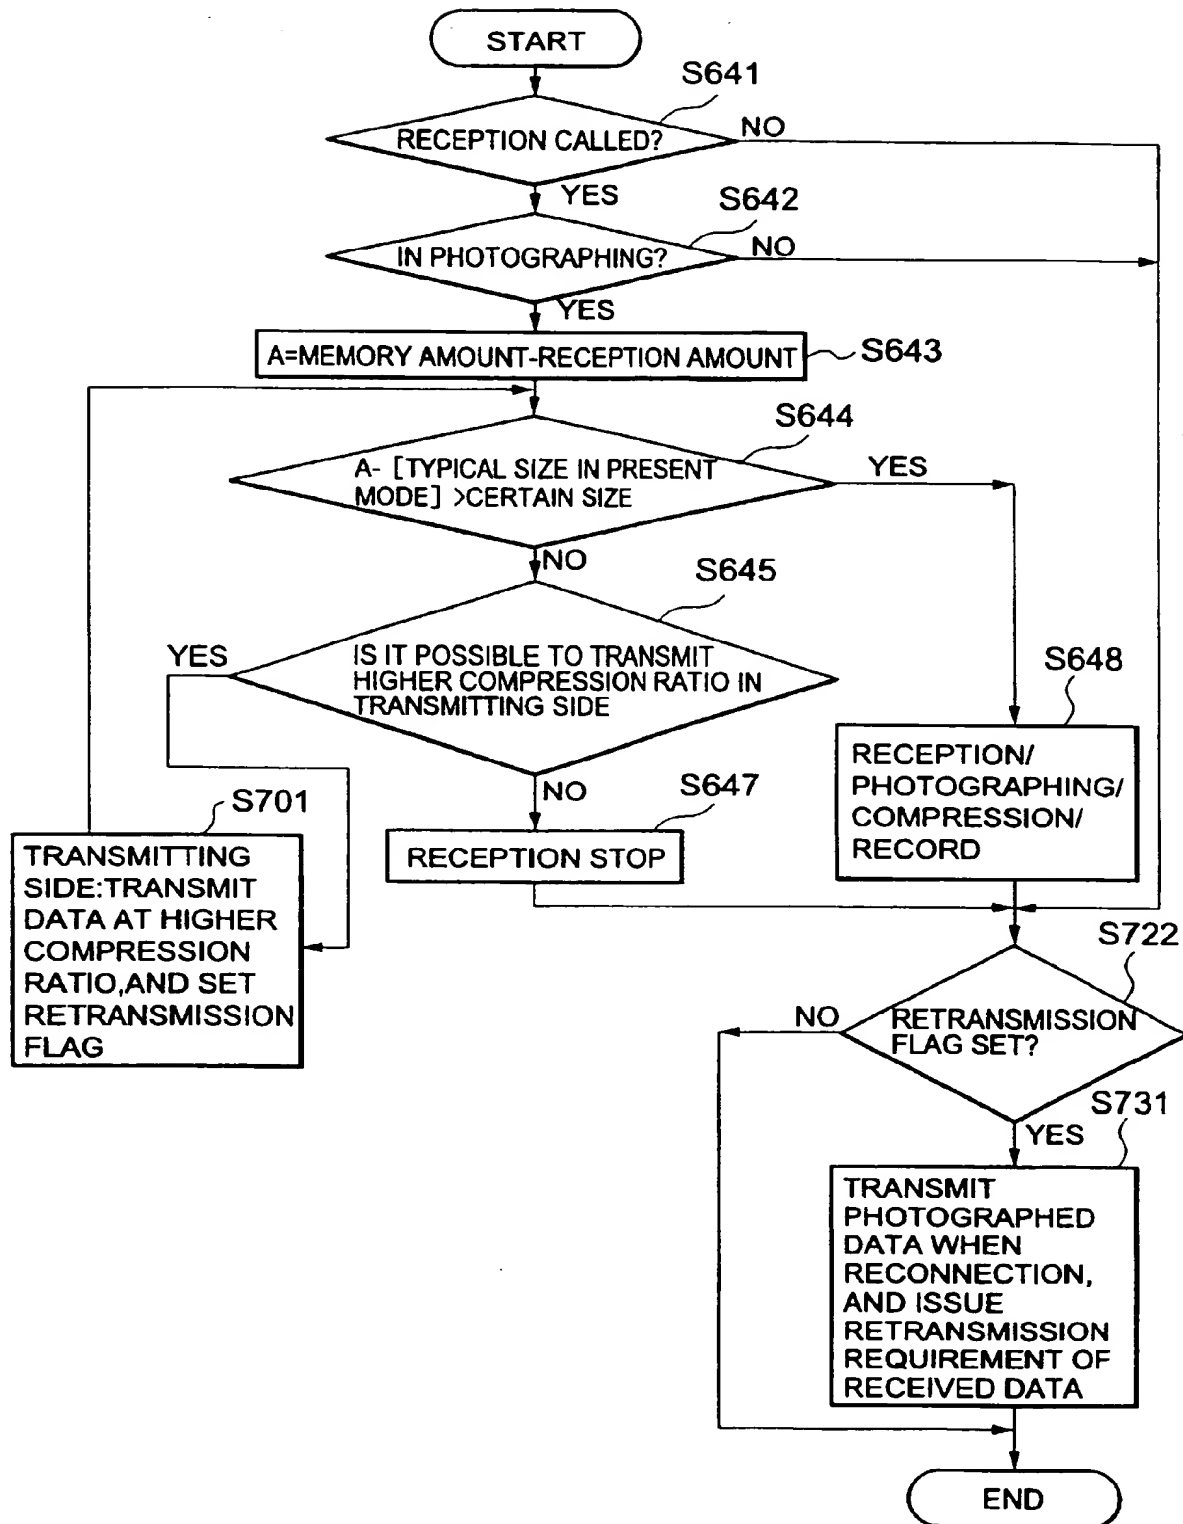 START
S641
RECEPTION CALLED?
NO
YES
S642
IN PHOTOGRAPHING?
NO
YES
A=MEMORY AMOUNT-RECEPTION AMOUNT
S643
S644
A- [TYPICAL SIZE IN PRESENT
MODE] >CERTAIN SIZE
YES
NO
S645
YES
IS IT POSSIBLE TO TRANSMIT
HIGHER COMPRESSION RATIO IN
TRANSMITTING SIDE
S648
RECEPTION/
PHOTOGRAPHING/
COMPRESSION/
RECORD
NO
S647
RECEPTION STOP
S701
TRANSMITTING
SIDE:TRANSMIT
DATA AT HIGHER
COMPRESSION
RATIO,AND SET
RETRANSMISSION
FLAG
S722
NO
RETRANSMISSION
FLAG SET?
S731
YES
TRANSMIT
PHOTOGRAPHED
DATA WHEN
RECONNECTION,
AND ISSUE
RETRANSMISSION
REQUIREMENT OF
RECEIVED DATA
END